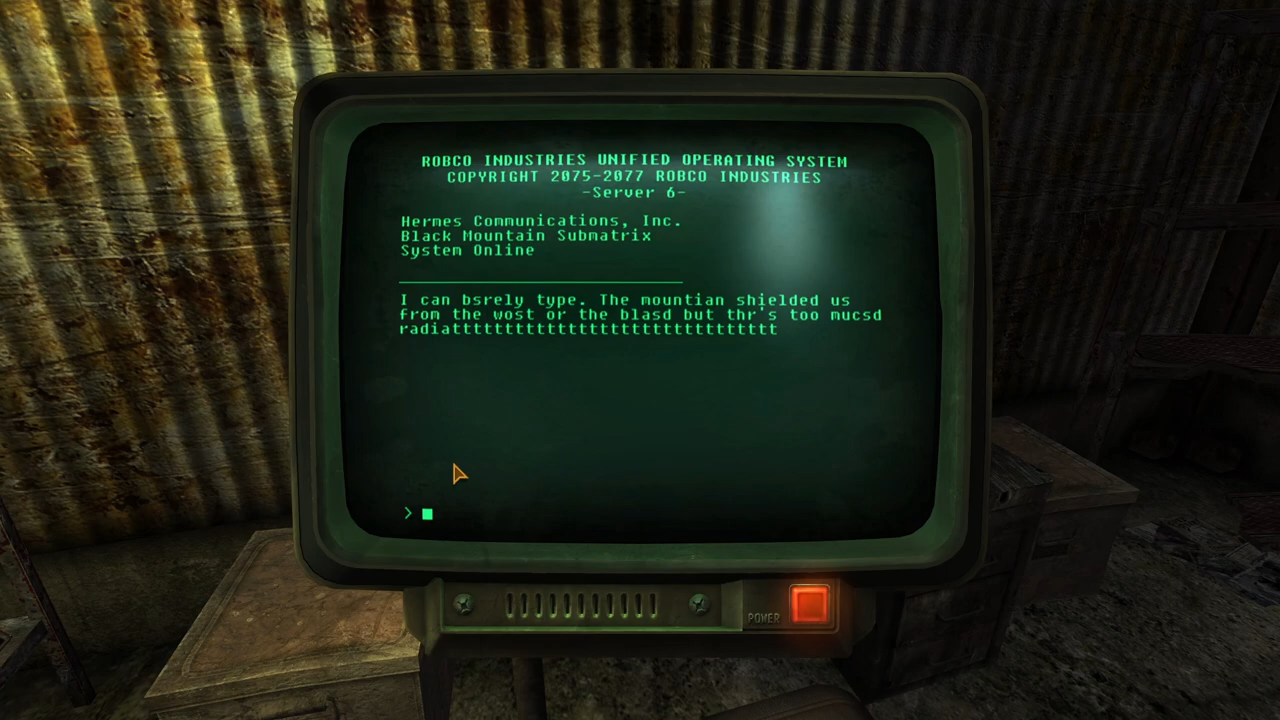 ROBCO INDUSTRIES UNIFIED OPERATING SYSTEM
COPYRIGHT 2075-2077 ROBCO INDUSTRIES
-Server 6-
Hermes Communications, Inc.
Black Mountain Submatrix
System Online
I can bsrely type. The mountian shielded us
from the wost or the blasd but thr's too mucsd
radiattttttttttttttttttttttttttttttt
>
POWER